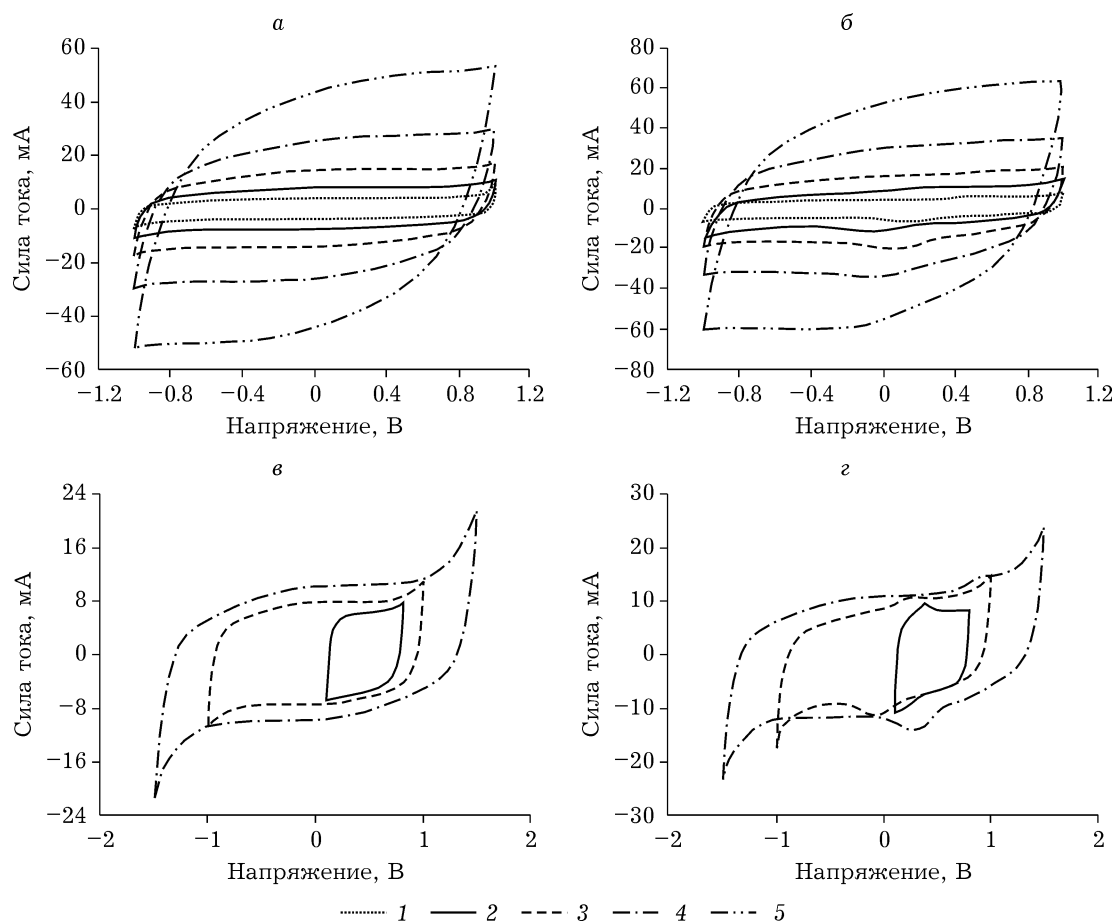 а
60
40
20
0
−20
−40
−60
−1.2 −0.8 −0.4 0 0.4 0.8 1.2
Сила тока, мА
Напряжение, В
б
80
60
40
20
0
−20
−40
−60
−80
−1.2 −0.8 −0.4 0 0.4 0.8 1.2
Сила тока, мА
Напряжение, В
в
24
16
8
0
−8
−16
−24
−2 −1 0 1 2
Сила тока, мА
Напряжение, В
г
30
20
10
0
−10
−20
−30
−2 −1 0 1 2
Сила тока, мА
Напряжение, В
1 2 3 4 5